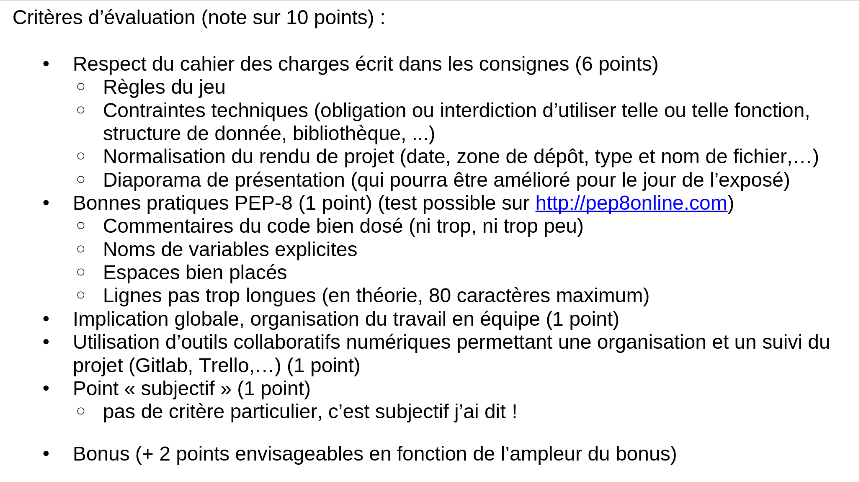 Critères d’évaluation (note sur 10 points) :
• Respect du cahier des charges écrit dans les consignes (6 points)
○ Règles du jeu
○ Contraintes techniques (obligation ou interdiction d’utiliser telle ou telle fonction,
structure de donnée, bibliothèque, ...)
○ Normalisation du rendu de projet (date, zone de dépôt, type et nom de fichier,…)
○ Diaporama de présentation (qui pourra être amélioré pour le jour de l’exposé)
• Bonnes pratiques PEP-8 (1 point) (test possible sur http://pep8online.com)
○ Commentaires du code bien dosé (ni trop, ni trop peu)
○ Noms de variables explicites
○ Espaces bien placés
○ Lignes pas trop longues (en théorie, 80 caractères maximum)
• Implication globale, organisation du travail en équipe (1 point)
• Utilisation d’outils collaboratifs numériques permettant une organisation et un suivi du
projet (Gitlab, Trello,…) (1 point)
• Point « subjectif » (1 point)
○ pas de critère particulier, c’est subjectif j’ai dit !
• Bonus (+ 2 points envisageables en fonction de l’ampleur du bonus)